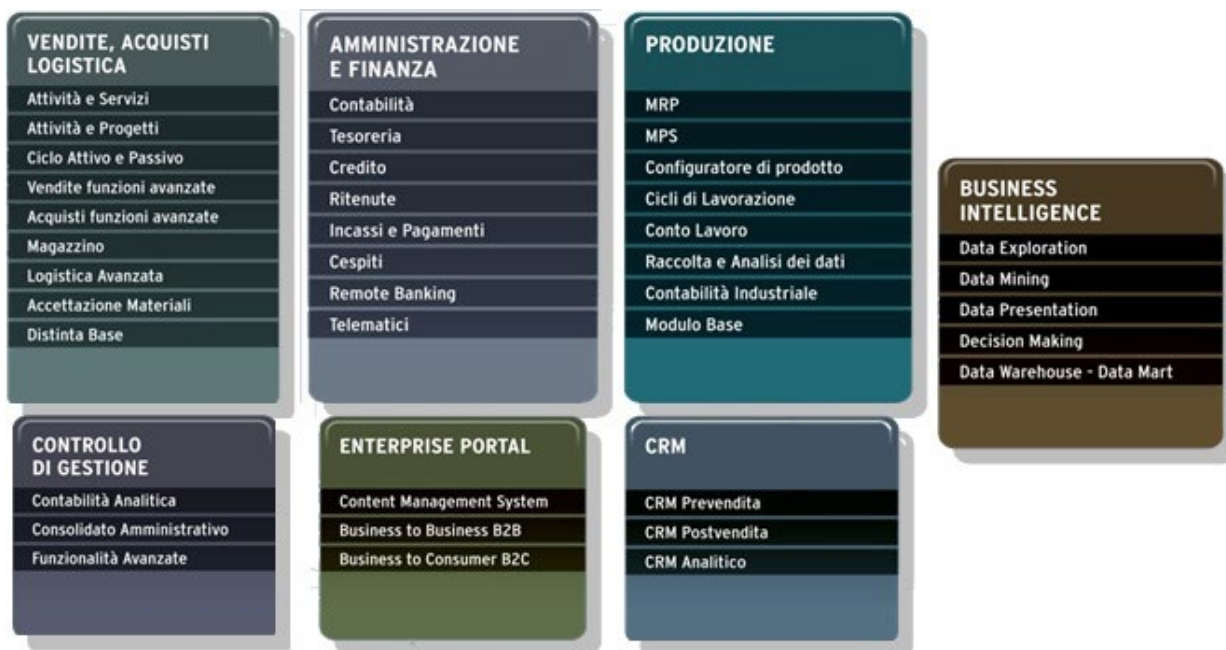 VENDITE, ACQUISTI
LOGISTICA
Attività e Servizi
Attività e Progetti
Ciclo Attivo e Passivo
Vendite funzioni avanzate
Acquisti funzioni avanzate
Magazzino
Logistica Avanzata
Accettazione Materiali
Distinta Base
AMMINISTRAZIONE
E FINANZA
Contabilità
Tesoreria
Credito
Ritenute
Incassi e Pagamenti
Cespiti
Remote Banking
Telematici
PRODUZIONE
MRP
MPS
Configuratore di prodotto
Cicli di Lavorazione
Conto Lavoro
Raccolta e Analisi dei dati
Contabilità Industriale
Modulo Base
BUSINESS
INTELLIGENCE
Data Exploration
Data Mining
Data Presentation
Decision Making
Data Warehouse - Data Mart
CONTROLLO
DI GESTIONE
Contabilità Analitica
Consolidato Amministrativo
Funzionalità Avanzate
ENTERPRISE PORTAL
Content Management System
Business to Business B2B
Business to Consumer B2C
CRM
CRM Prevendita
CRM Postvendita
CRM Analitico